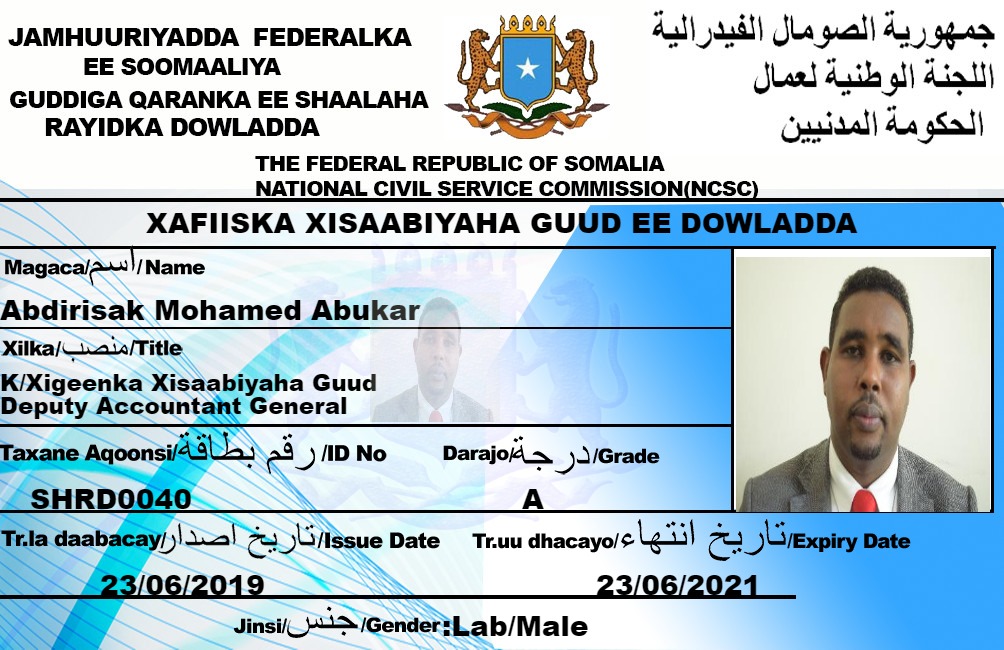 JAMHUURIYADDA FEDERALKA
EE SOOMAALIYA
GUDDIGA QARANKA EE SHAALAHA
RAYIDKA DOWLADDA
جمهورية الصومال الفيدرالية
اللجنة الوطنية لعمال
الحكومة المدنيين
THE FEDERAL REPUBLIC OF SOMALIA
NATIONAL CIVIL SERVICE COMMISSION(NCSC)
XAFIISKA XISAABIYAHA GUUD EE DOWLADDA
Magaca/اسم/Name
Abdirisak Mohamed Abukar
Xilka/منصب/Title
K/Xigeenka Xisaabiyaha Guud
Deputy Accountant General
Taxane Aqoonsi/رقم بطاقة/ID No
SHRD0040
Darajo/درجة/Grade
A
Tr.la daabacay/تاريخ اصدار/Issue Date
23/06/2019
Tr.uu dhacayo/تاريخ انتهاء/Expiry Date
23/06/2021
Jinsi/جنس/Gender:Lab/Male